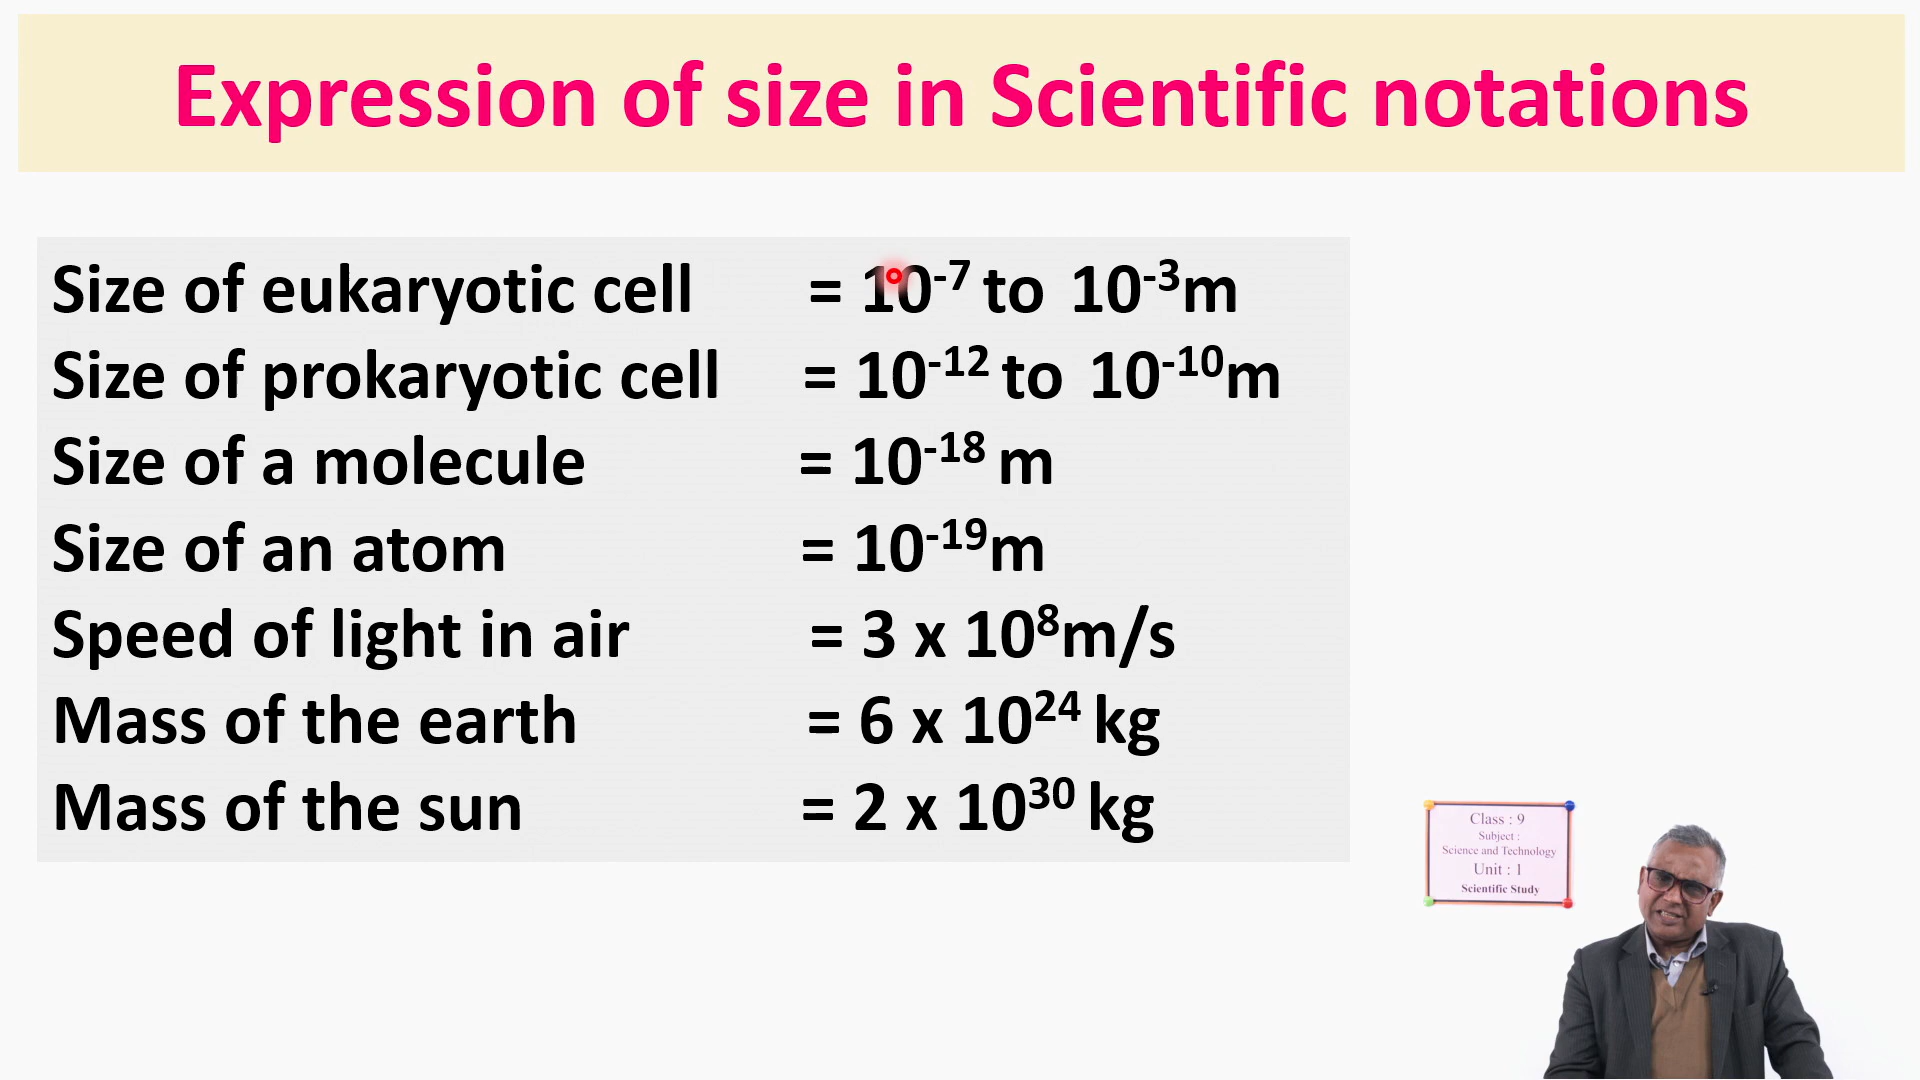 Expression of size in Scientific notations
Size of eukaryotic cell = 10⁻⁷ to 10⁻³m
Size of prokaryotic cell = 10⁻¹² to 10⁻¹⁰m
Size of a molecule = 10⁻¹⁸ m
Size of an atom = 10⁻¹⁹m
Speed of light in air = 3 x 10⁸m/s
Mass of the earth = 6 x 10²⁴ kg
Mass of the sun = 2 x 10³⁰ kg
Class : 9
Subject :
Science and Technology
Unit : 1
Scientific Study